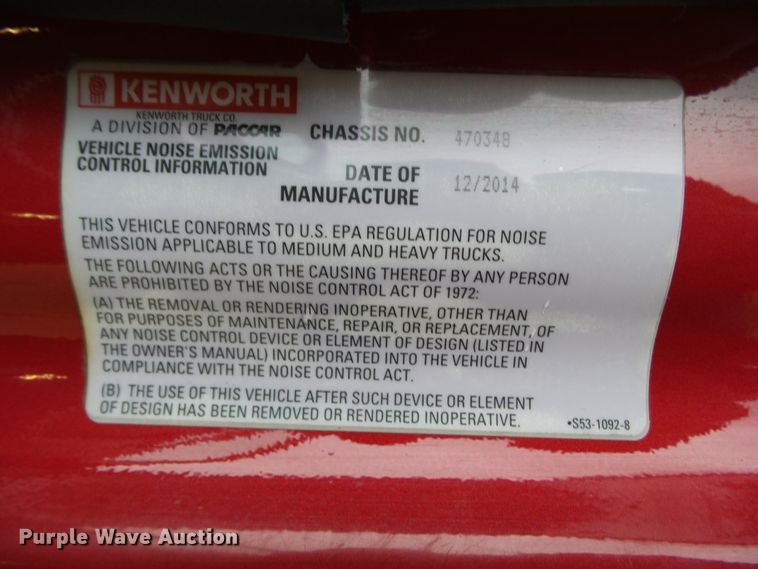 KENWORTH
KENWORTH TRUCK CO.
A DIVISION OF PACCAR
VEHICLE NOISE EMISSION
CONTROL INFORMATION
CHASSIS NO. 470348
DATE OF
MANUFACTURE 12/2014
THIS VEHICLE CONFORMS TO U.S. EPA REGULATION FOR NOISE
EMISSION APPLICABLE TO MEDIUM AND HEAVY TRUCKS.
THE FOLLOWING ACTS OR THE CAUSING THEREOF BY ANY PERSON
ARE PROHIBITED BY THE NOISE CONTROL ACT OF 1972:
(A) THE REMOVAL OR RENDERING INOPERATIVE, OTHER THAN
FOR PURPOSES OF MAINTENANCE, REPAIR, OR REPLACEMENT, OF
ANY NOISE CONTROL DEVICE OR ELEMENT OF DESIGN (LISTED IN
THE OWNER'S MANUAL) INCORPORATED INTO THE VEHICLE IN
COMPLIANCE WITH THE NOISE CONTROL ACT.
(B) THE USE OF THIS VEHICLE AFTER SUCH DEVICE OR ELEMENT
OF DESIGN HAS BEEN REMOVED OR RENDERED INOPERATIVE.
•S53-1092-8
Purple Wave Auction